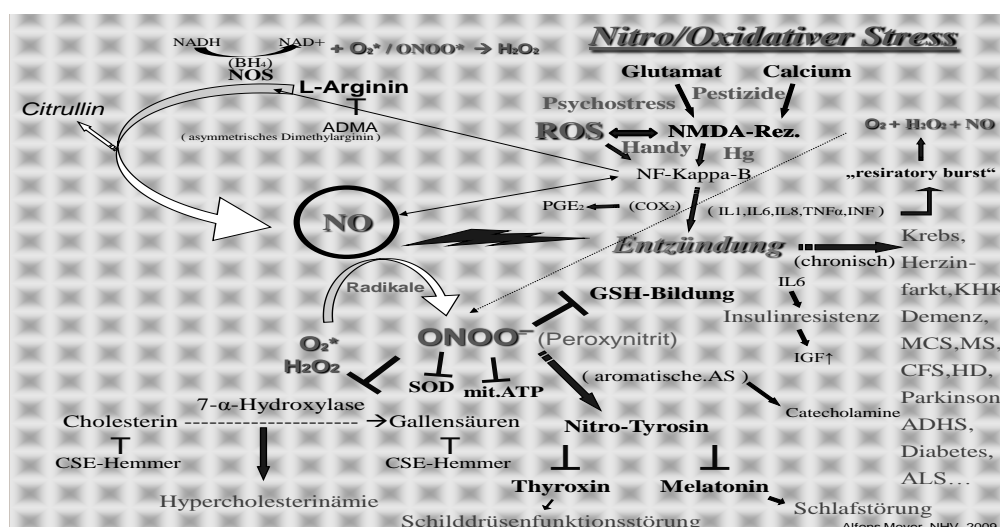 Nitro/Oxidativer Stress
NADH NAD+ + O₂* / ONOO* → H₂O₂
(BH₄)
NOS
L-Arginin
Citrullin
ADMA
( asymmetrisches Dimethylarginin )
Glutamat Calcium
Psychostress Pestizide
ROS NMDA-Rez.
Handy Hg
NF-Kappa-B
O₂ + H₂O₂ + NO
„resiratory burst“
PGE₂ (COX₂) ( IL1,IL6,IL8,TNFα,INF )
NO
Entzündung
(chronisch)
Krebs,
Herzin-
farkt,KHK
Demenz,
MCS,MS,
CFS,HD,
Parkinson
ADHS,
Diabetes,
ALS…
IL6
Insulinresistenz
IGF↑
Radikale
GSH-Bildung
O₂*
H₂O₂
ONOO⁻ (Peroxynitrit)
SOD
mit.ATP
( aromatische.AS )
Catecholamine
7-α-Hydroxylase
Cholesterin ---------------------→ Gallensäuren
CSE-Hemmer CSE-Hemmer
Hypercholesterinämie
Nitro-Tyrosin
Thyroxin Melatonin
Schilddrüsenfunktionsstörung
Schlafstörung